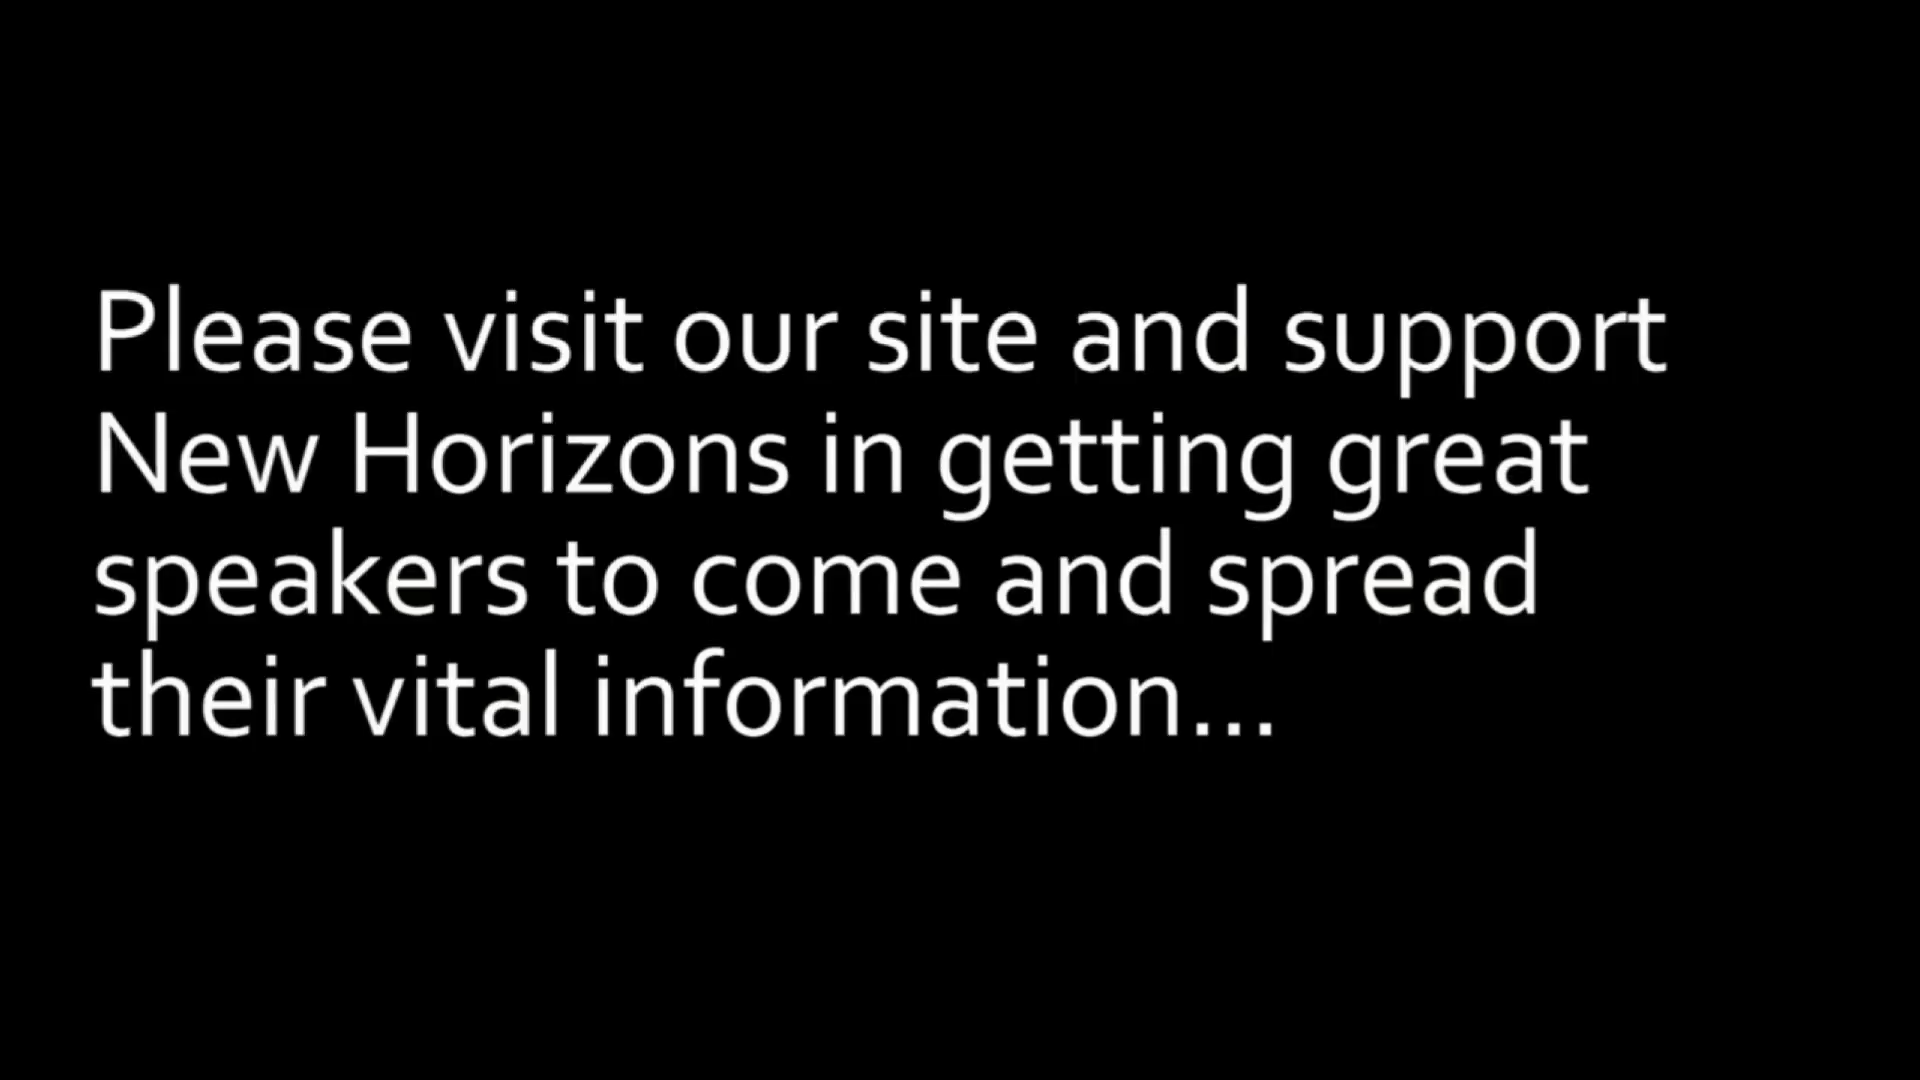 Please visit our site and support
New Horizons in getting great
speakers to come and spread
their vital information...